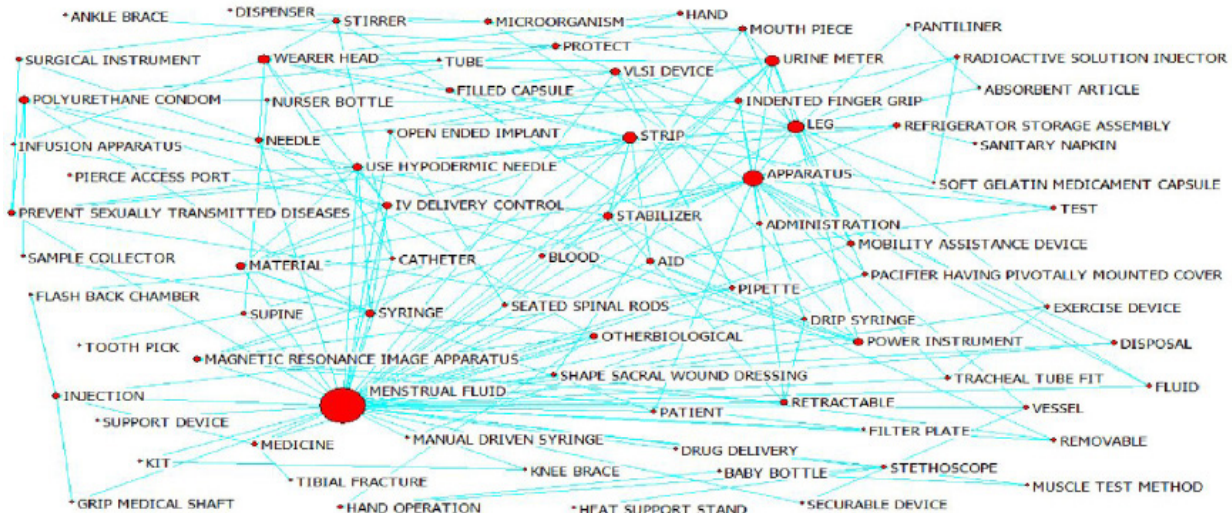 ANKLE BRACE
DISPENSER
STIRRER
MICROORGANISM
HAND
MOUTH PIECE
PANTILINER
SURGICAL INSTRUMENT
WEARER HEAD
PROTECT
TUBE
VLSI DEVICE
URINE METER
RADIOACTIVE SOLUTION INJECTOR
POLYURETHANE CONDOM
NURSER BOTTLE
FILLED CAPSULE
INDENTED FINGER GRIP
ABSORBENT ARTICLE
INFUSION APPARATUS
NEEDLE
OPEN ENDED IMPLANT
STRIP
LEG
REFRIGERATOR STORAGE ASSEMBLY
SANITARY NAPKIN
PIERCE ACCESS PORT
USE HYPODERMIC NEEDLE
APPARATUS
SOFT GELATIN MEDICAMENT CAPSULE
PREVENT SEXUALLY TRANSMITTED DISEASES
IV DELIVERY CONTROL
STABILIZER
ADMINISTRATION
TEST
SAMPLE COLLECTOR
MATERIAL
CATHETER
BLOOD
AID
MOBILITY ASSISTANCE DEVICE
PACIFIER HAVING PIVOTALLY MOUNTED COVER
FLASH BACK CHAMBER
SUPINE
SYRINGE
SEATED SPINAL RODS
PIPETTE
DRIP SYRINGE
EXERCISE DEVICE
TOOTH PICK
MAGNETIC RESONANCE IMAGE APPARATUS
OTHERBIOLOGICAL
POWER INSTRUMENT
DISPOSAL
INJECTION
MENSTRUAL FLUID
SHAPE SACRAL WOUND DRESSING
TRACHEAL TUBE FIT
FLUID
SUPPORT DEVICE
PATIENT
RETRACTABLE
VESSEL
MEDICINE
MANUAL DRIVEN SYRINGE
FILTER PLATE
REMOVABLE
KIT
TIBIAL FRACTURE
KNEE BRACE
DRUG DELIVERY
BABY BOTTLE
STETHOSCOPE
MUSCLE TEST METHOD
GRIP MEDICAL SHAFT
HAND OPERATION
HEAT SUPPORT STAND
SECURABLE DEVICE